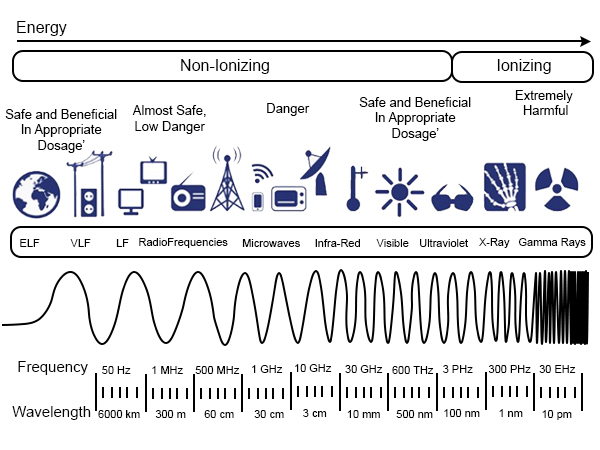 Energy
Non-Ionizing
Ionizing
Safe and Beneficial
In Appropriate
Dosage'
Almost Safe,
Low Danger
Danger
Safe and Beneficial
In Appropriate
Dosage'
Extremely
Harmful
ELF VLF LF RadioFrequencies Microwaves Infra-Red Visible Ultraviolet X-Ray Gamma Rays
Frequency 50 Hz 1 MHz 500 MHz 1 GHz 10 GHz 30 GHz 600 THz 3 PHz 300 PHz 30 EHz
Wavelength 6000 km 300 m 60 cm 30 cm 3 cm 10 mm 500 nm 100 nm 1 nm 10 pm